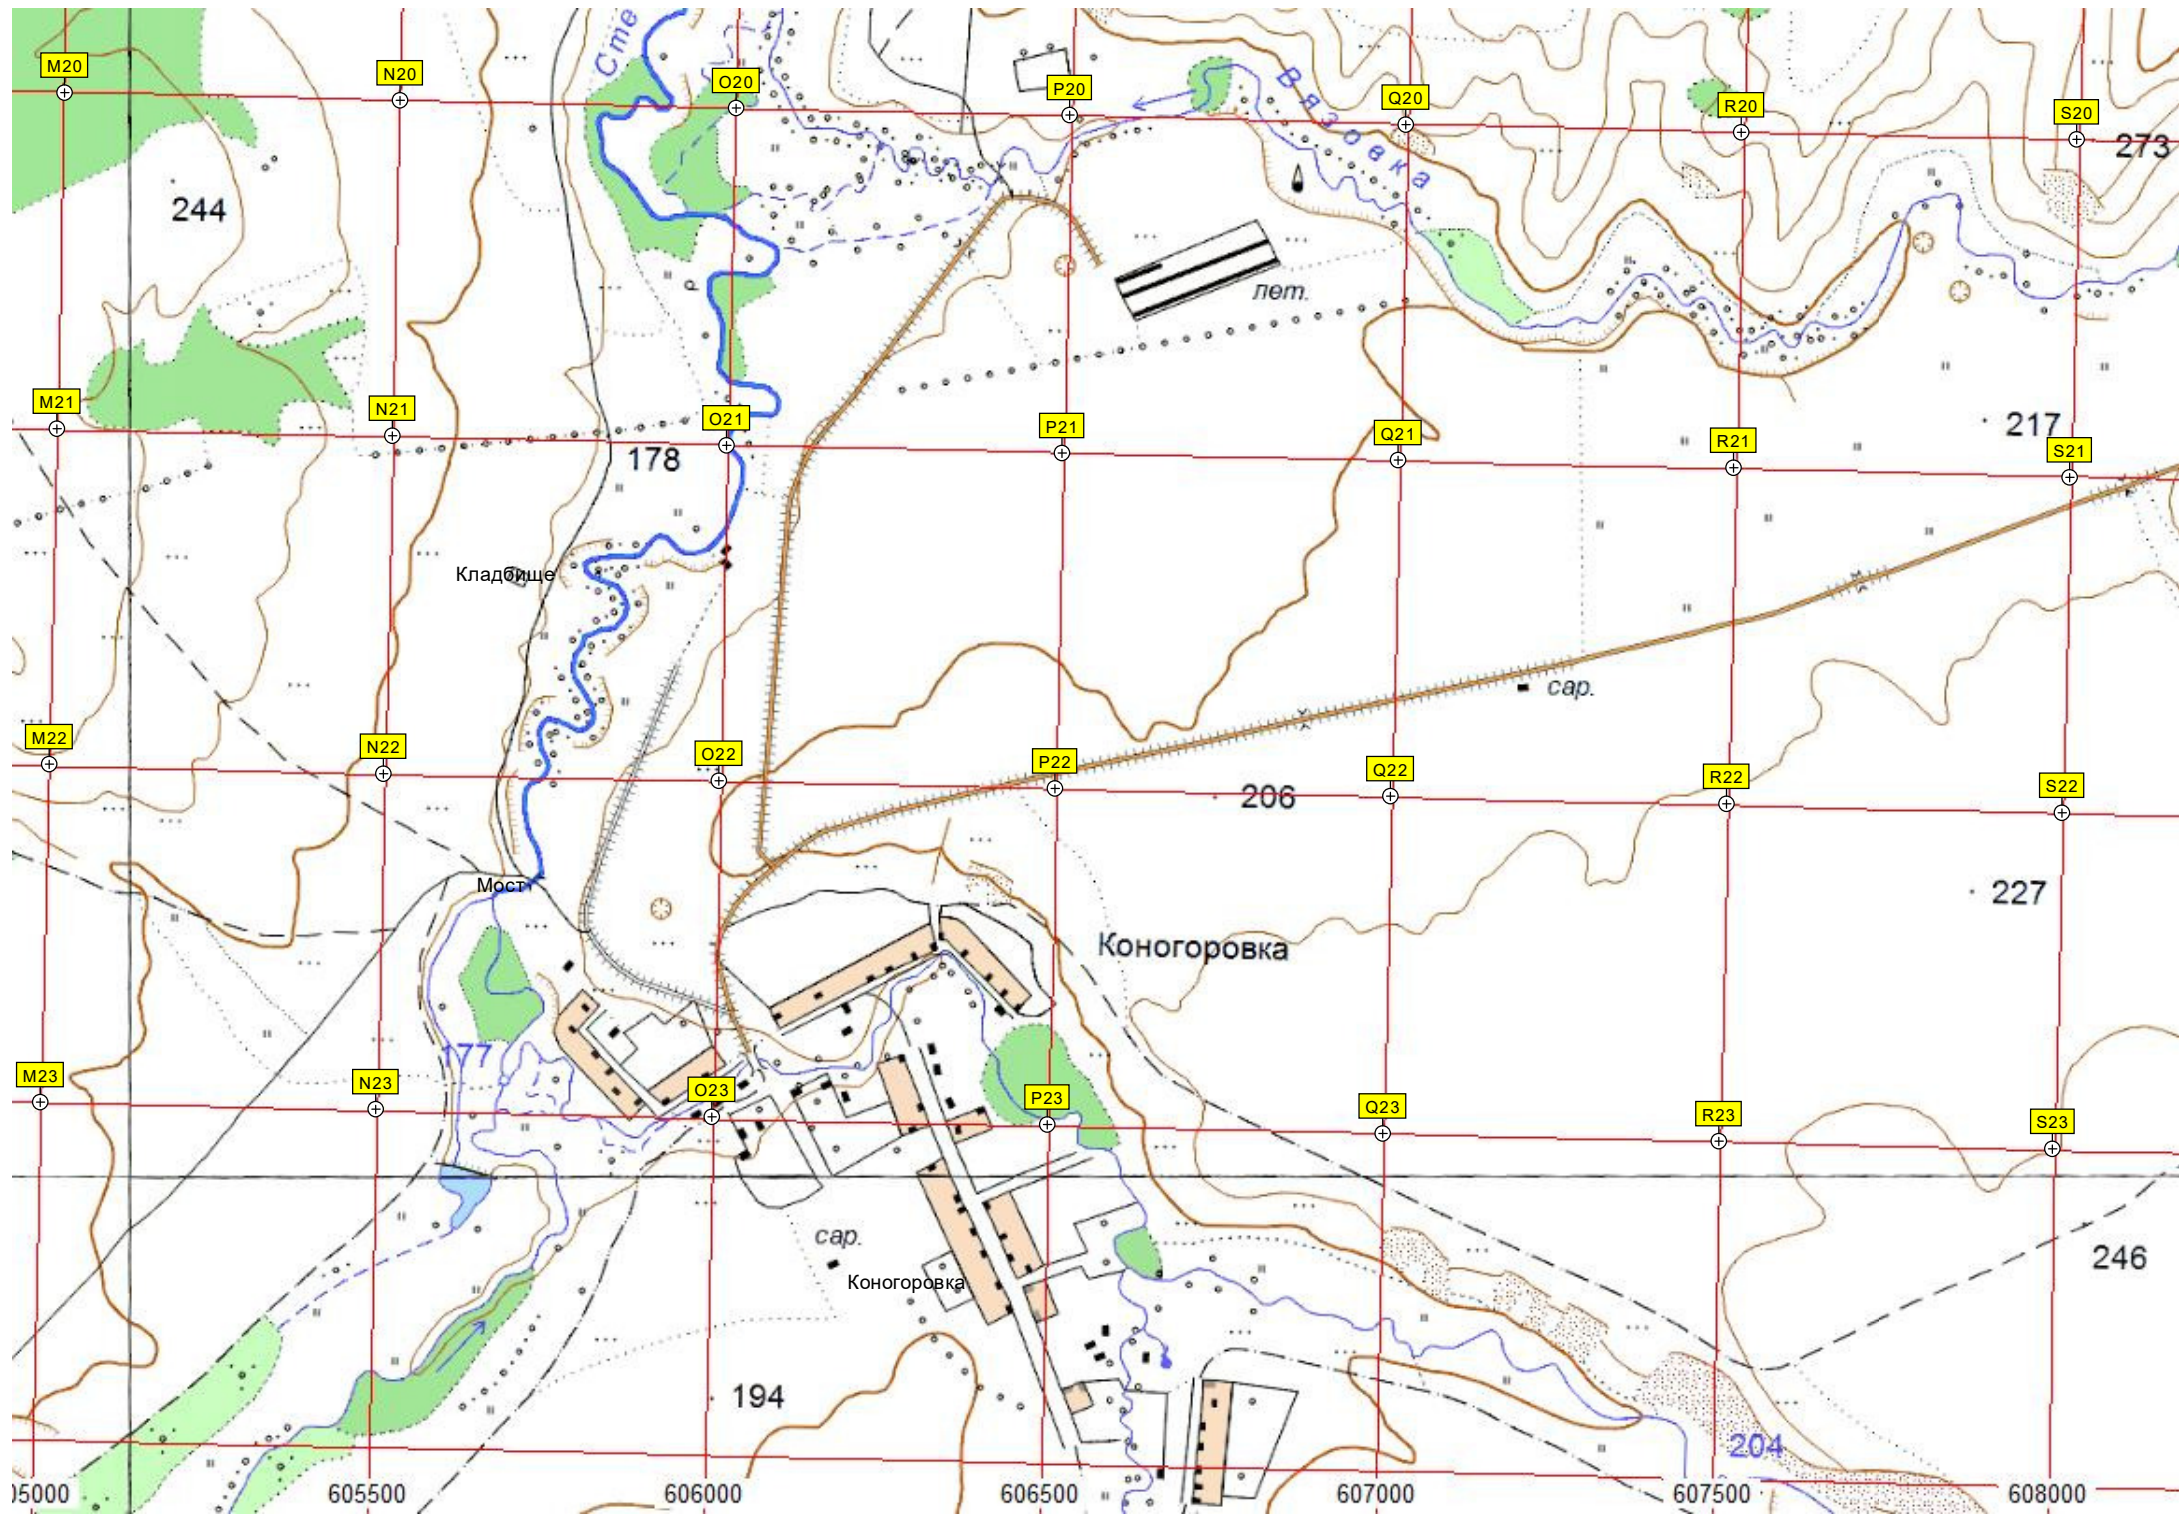 Сте
M20
N20
O20
P20
Q20
R20
S20
Вязовка
273
244
лет.
M21
N21
O21
P21
Q21
R21
S21
217
178
Кладбище
сар.
M22
N22
O22
P22
Q22
R22
S22
206
227
Мост
Коногоровка
177
M23
N23
O23
P23
Q23
R23
S23
сар.
246
Коногоровка
194
204
05000
605500
606000
606500
607000
607500
608000